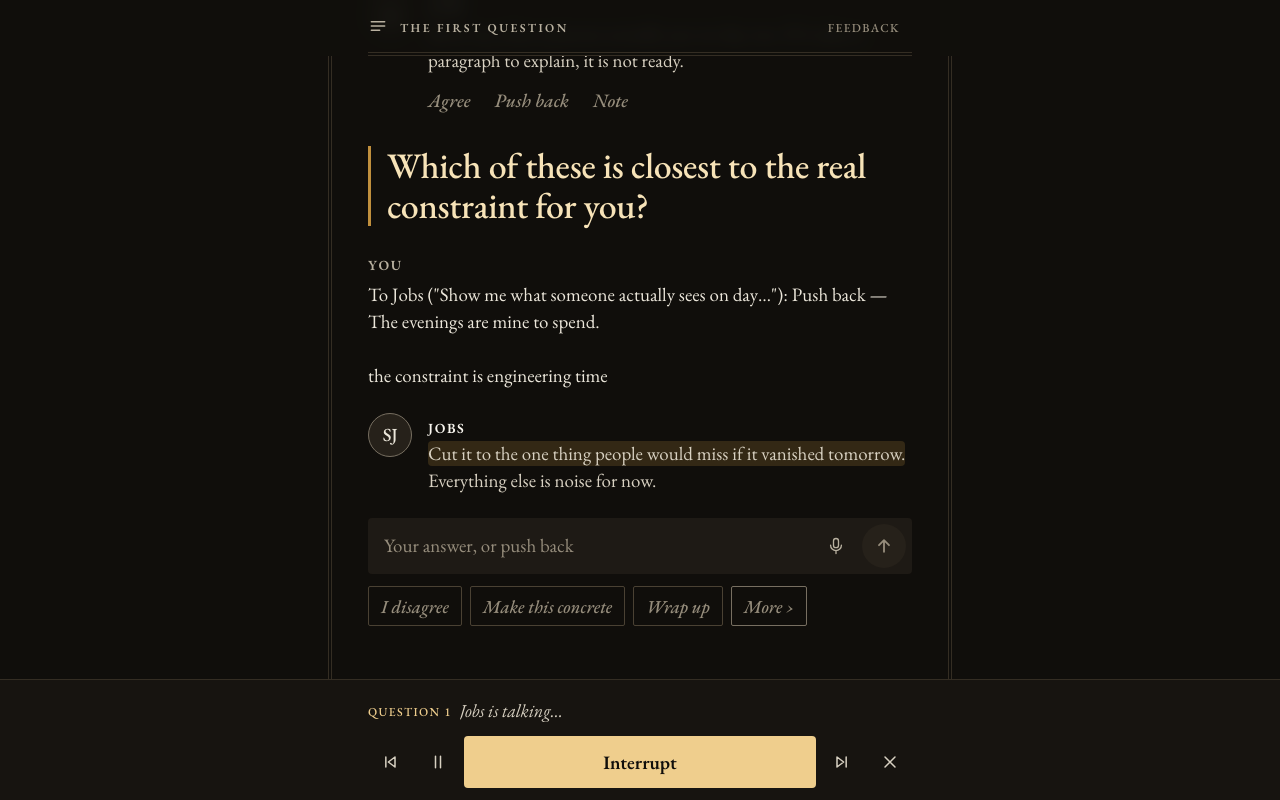 THE FIRST QUESTION
FEEDBACK
paragraph to explain, it is not ready.
Agree Push back Note
Which of these is closest to the real
constraint for you?
YOU
To Jobs ("Show me what someone actually sees on day…"): Push back —
The evenings are mine to spend.
the constraint is engineering time
SJ
JOBS
Cut it to the one thing people would miss if it vanished tomorrow.
Everything else is noise for now.
Your answer, or push back
I disagree
Make this concrete
Wrap up
More ›
QUESTION 1 Jobs is talking…
Interrupt